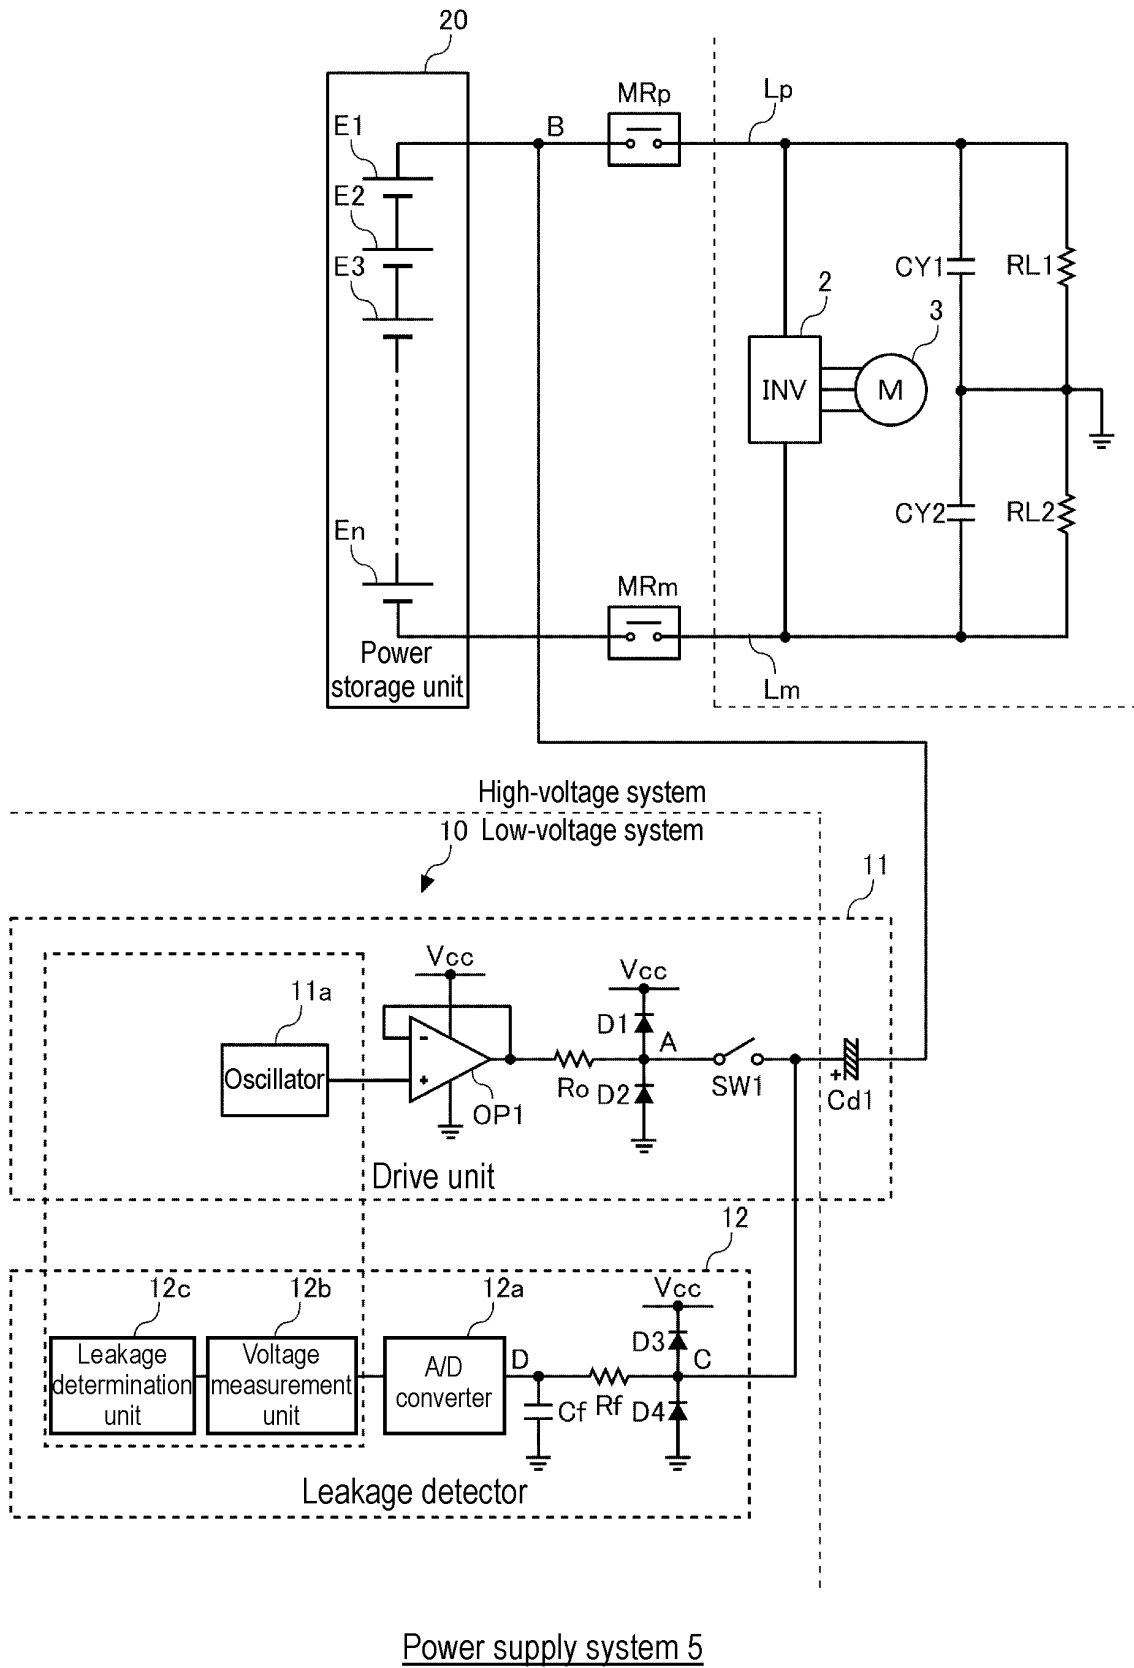 20
MRp
Lp
B
E1
E2
E3
CY1
RL1
2
3
INV
M
En
CY2
RL2
MRm
Power
storage unit
Lm
High-voltage system
10 Low-voltage system
11
Vcc
Vcc
11a
D1
A
-
Oscillator
+
Ro
D2
SW1
+
Cd1
OP1
Drive unit
12
12c
12b
12a
Vcc
D3
C
D
Leakage
determination
unit
Voltage
measurement
unit
A/D
converter
Cf
Rf
D4
Leakage detector
Power supply system 5